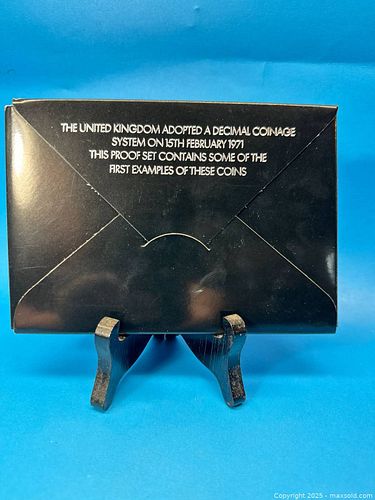 THE UNITED KINGDOM ADOPTED A DECIMAL COINAGE
SYSTEM ON 15TH FEBRUARY 1971
THIS PROOF SET CONTAINS SOME OF THE
FIRST EXAMPLES OF THESE COINS
Copyright 2025 - maxsold.com